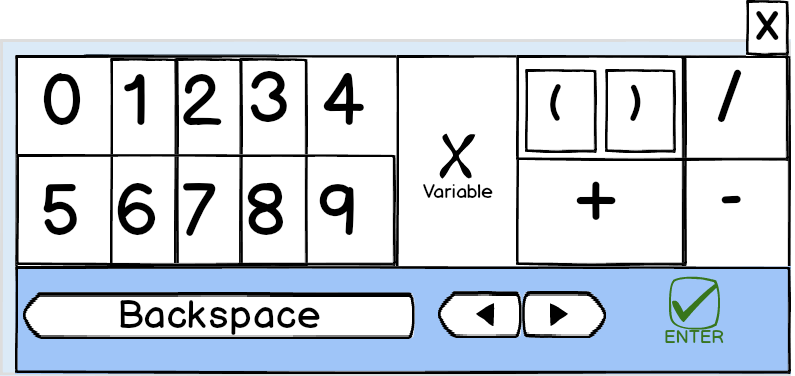 X
0 1 2 3 4 ( ) /
X
Variable
5 6 7 8 9 + -
Backspace
ENTER